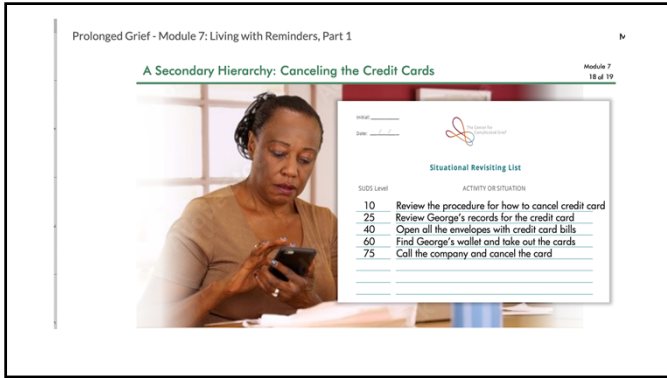 Prolonged Grief - Module 7: Living with Reminders, Part 1
A Secondary Hierarchy: Canceling the Credit Cards
Module 7
18 of 19
Initial:
Date: / /
The Center for
Complicated Grief
Situational Revisiting List
SUDS Level ACTIVITY OR SITUATION
10 Review the procedure for how to cancel credit card
25 Review George's records for the credit card
40 Open all the envelopes with credit card bills
60 Find George's wallet and take out the cards
75 Call the company and cancel the card